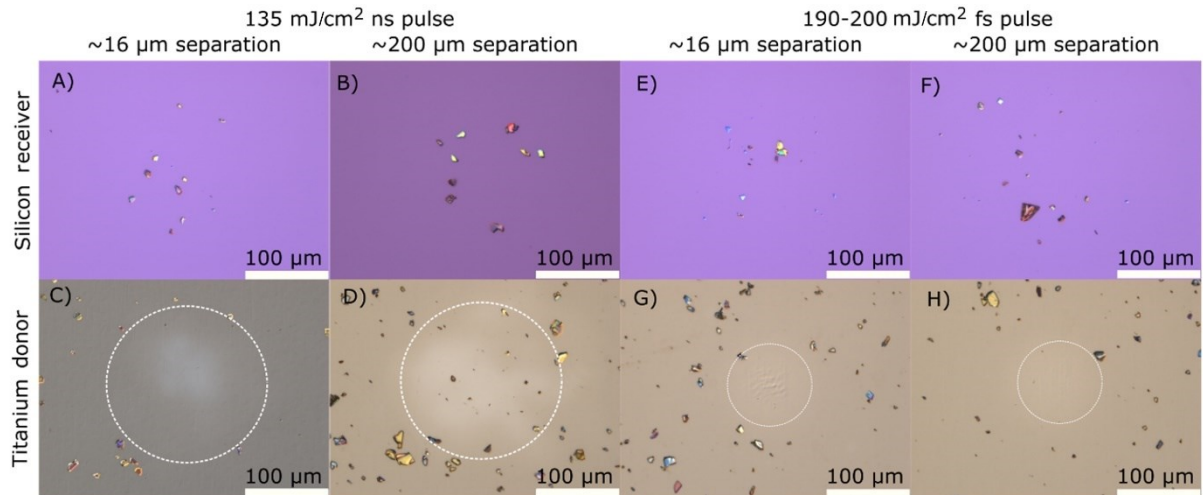 135 mJ/cm² ns pulse
190-200 mJ/cm² fs pulse
~16 µm separation
~200 µm separation
~16 µm separation
~200 µm separation
Silicon receiver
A)
100 µm
B)
100 µm
E)
100 µm
F)
100 µm
Titanium donor
C)
100 µm
D)
100 µm
G)
100 µm
H)
100 µm